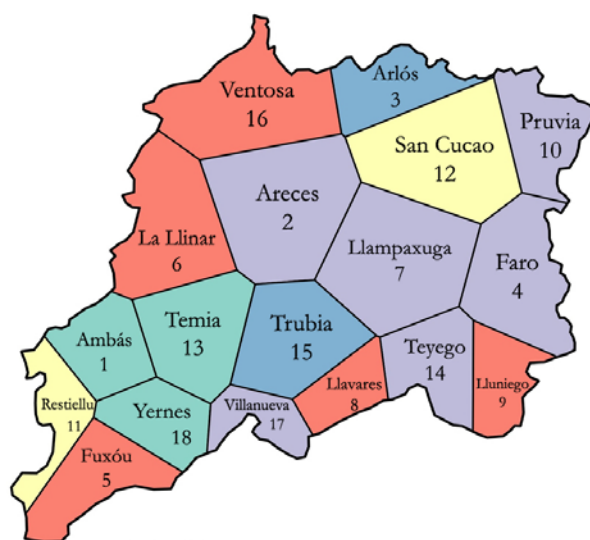 Ventosa
16
Arlós
3
Pruvia
10
San Cucao
12
Areces
2
La Llinar
6
Llampaxuga
7
Faro
4
Ambás
1
Temia
13
Trubia
15
Teyego
14
Llavares
8
Lluniego
9
Restiellu
11
Yernes
18
Villanueva
17
Fuxóu
5